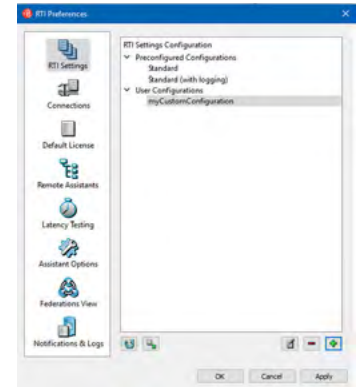 RTI Preferences
RTI Settings
Connections
Default License
Remote Assistants
Latency Testing
Assistant Options
Federations View
Notifications & Logs
RTI Settings Configuration
Preconfigured Configurations
Standard
Standard (with logging)
User Configurations
myCustomConfiguration
OK
Cancel
Apply